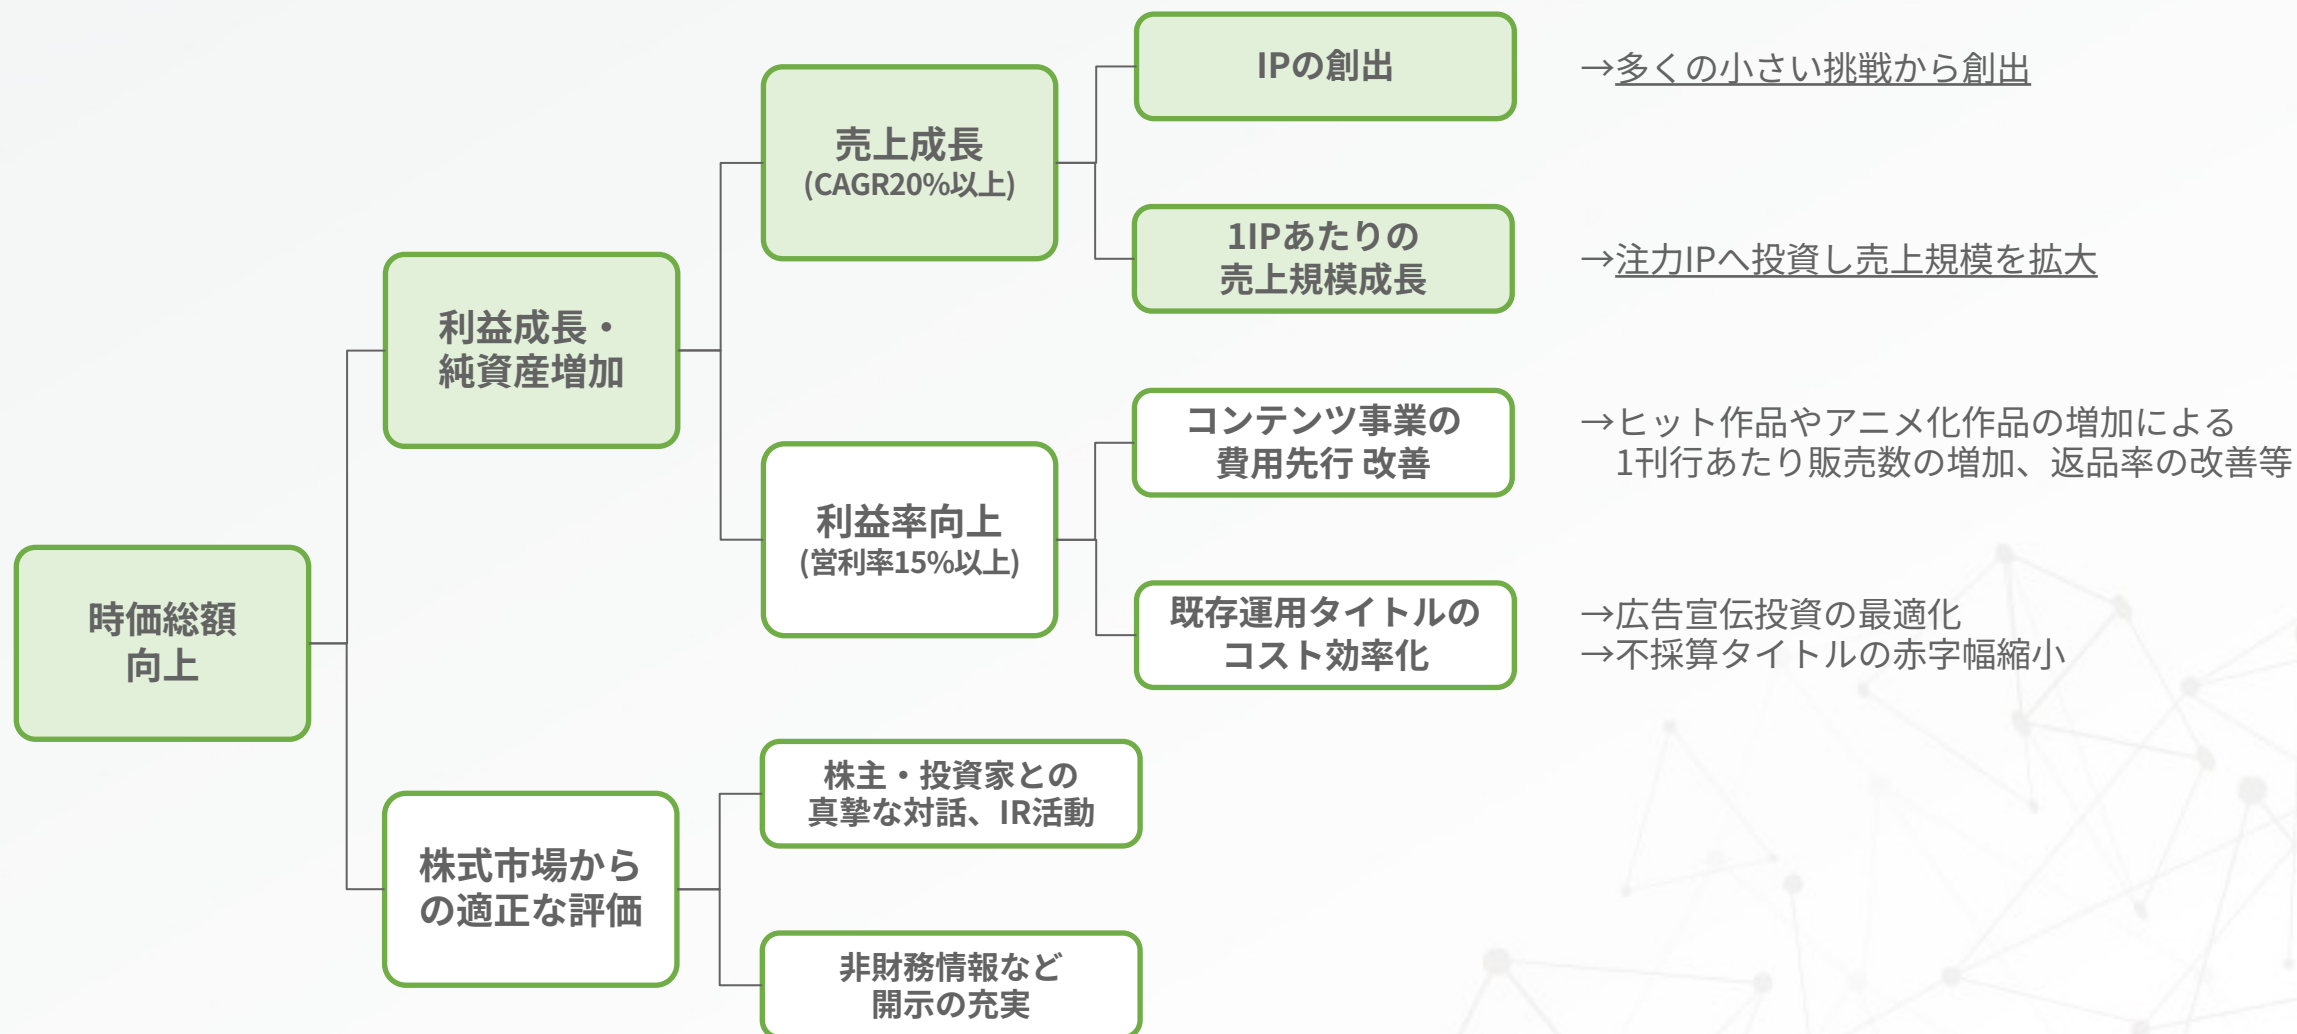 時価総額
向上
利益成長・
純資産増加
売上成長
(CAGR20%以上)
IPの創出
→多くの小さい挑戦から創出
1IPあたりの
売上規模成長
→注力IPへ投資し売上規模を拡大
利益率向上
(営利率15%以上)
コンテンツ事業の
費用先行 改善
→ヒット作品やアニメ化作品の増加による
1刊行あたり販売数の増加、返品率の改善等
既存運用タイトルの
コスト効率化
→広告宣伝投資の最適化
→不採算タイトルの赤字幅縮小
株式市場から
の適正な評価
株主・投資家との
真摯な対話、IR活動
非財務情報など
開示の充実